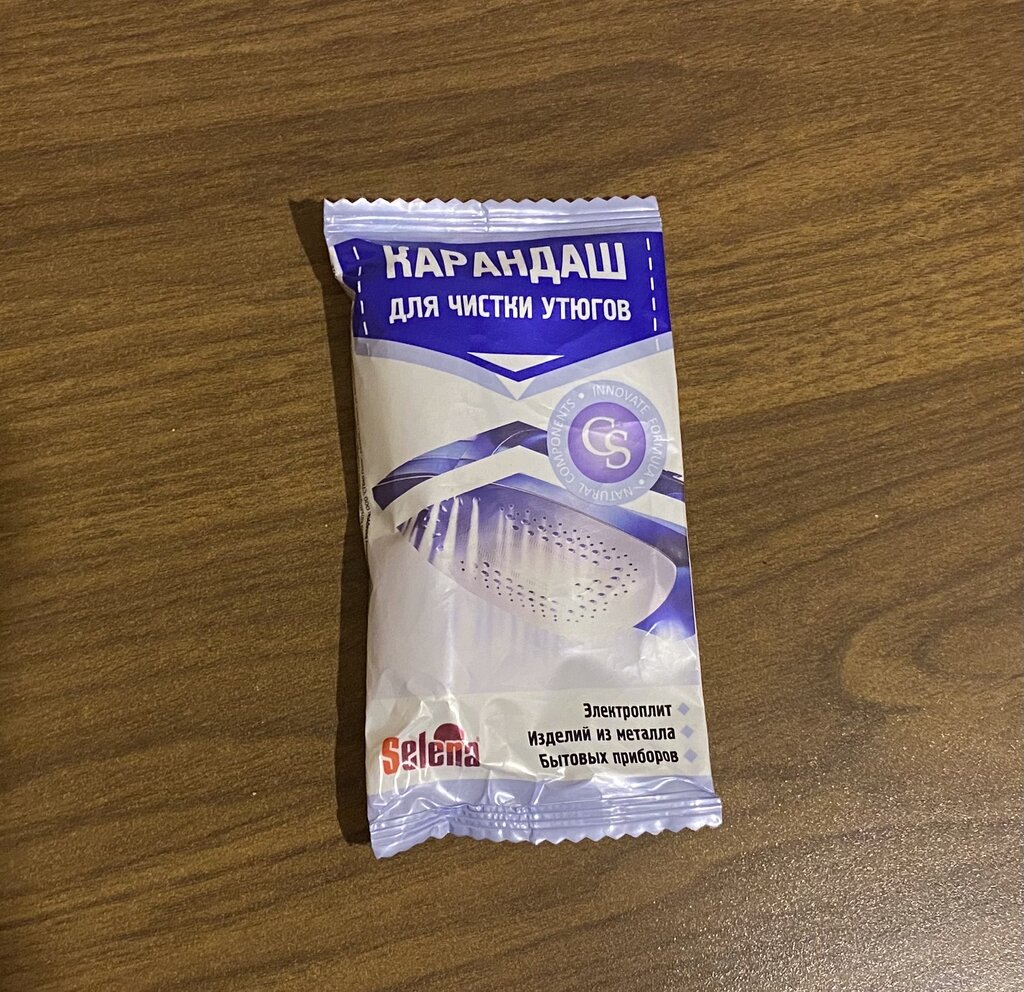 КАРАНДАШ
ДЛЯ ЧИСТКИ УТЮГОВ
INNOVATE FORMULA • NATURAL COMPONENTS •
CS
Электроплит
Изделий из металла
Бытовых приборов
Selena